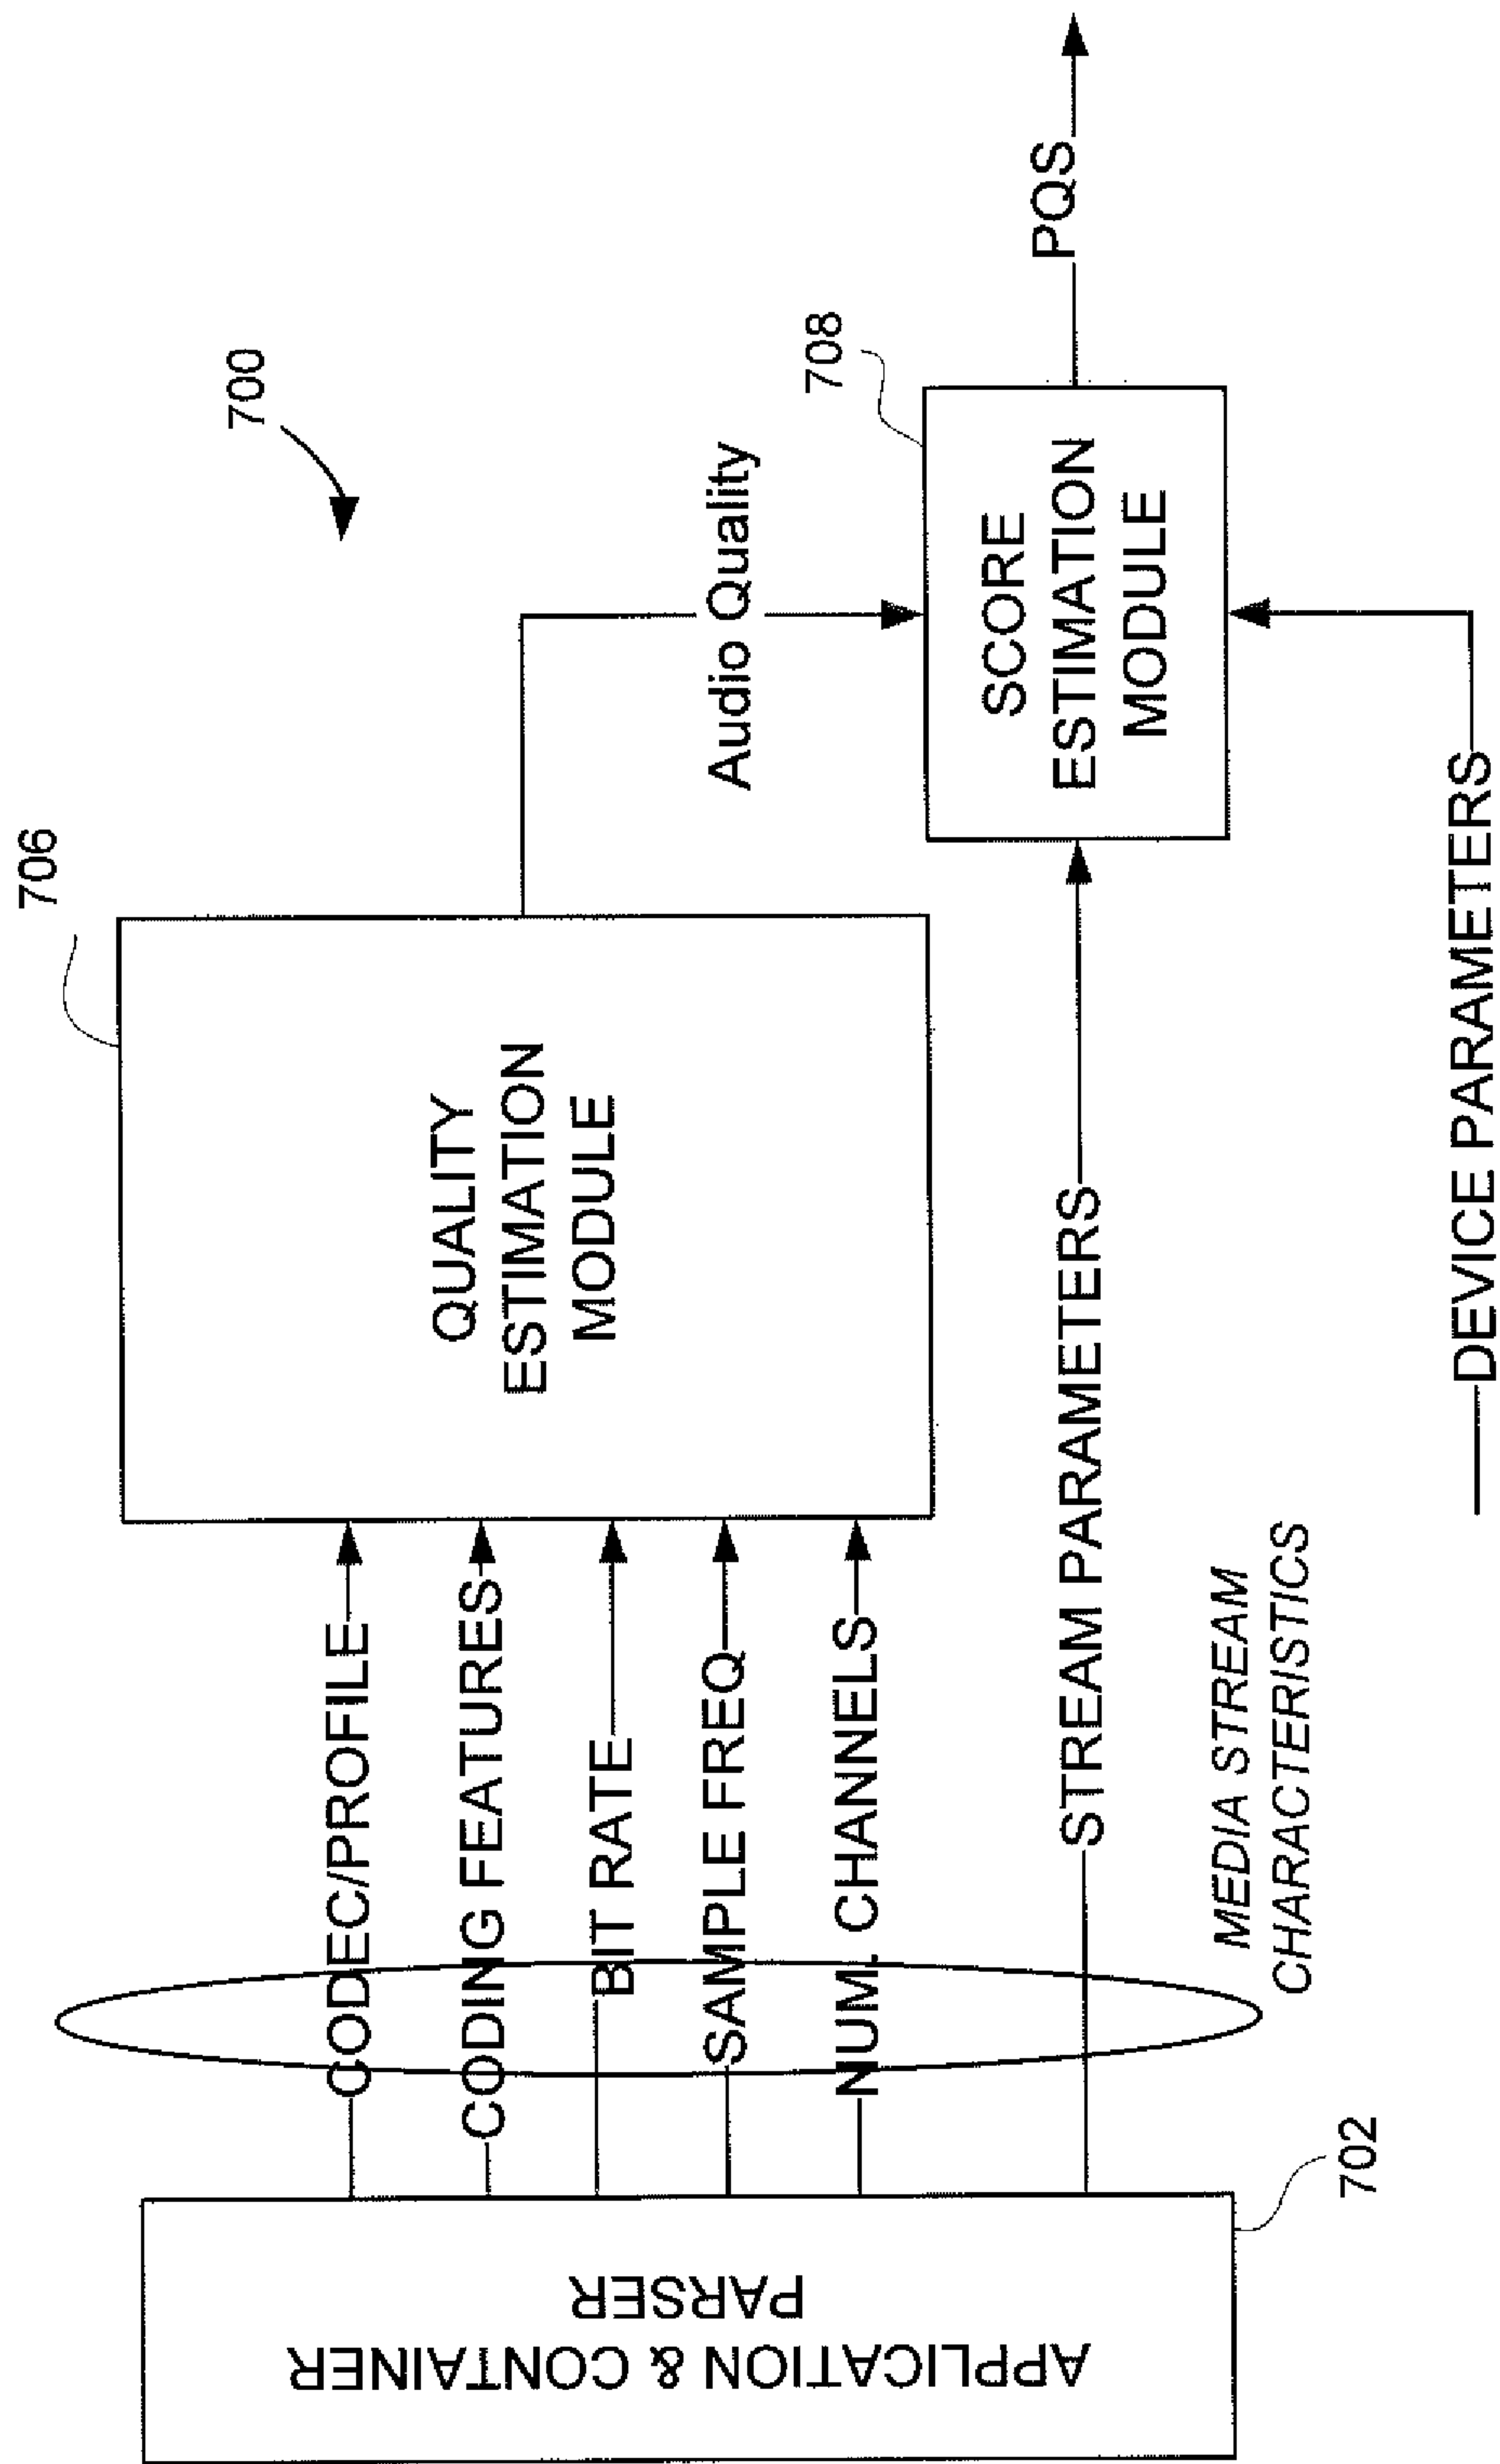 700
706
APPLICATION & CONTAINER
PARSER
702
CODEC/PROFILE
CODING FEATURES
BIT RATE
SAMPLE FREQ
NUM. CHANNELS
STREAM PARAMETERS
MEDIA STREAM
CHARACTERISTICS
QUALITY
ESTIMATION
MODULE
Audio Quality
708
SCORE
ESTIMATION
MODULE
PQS
DEVICE PARAMETERS